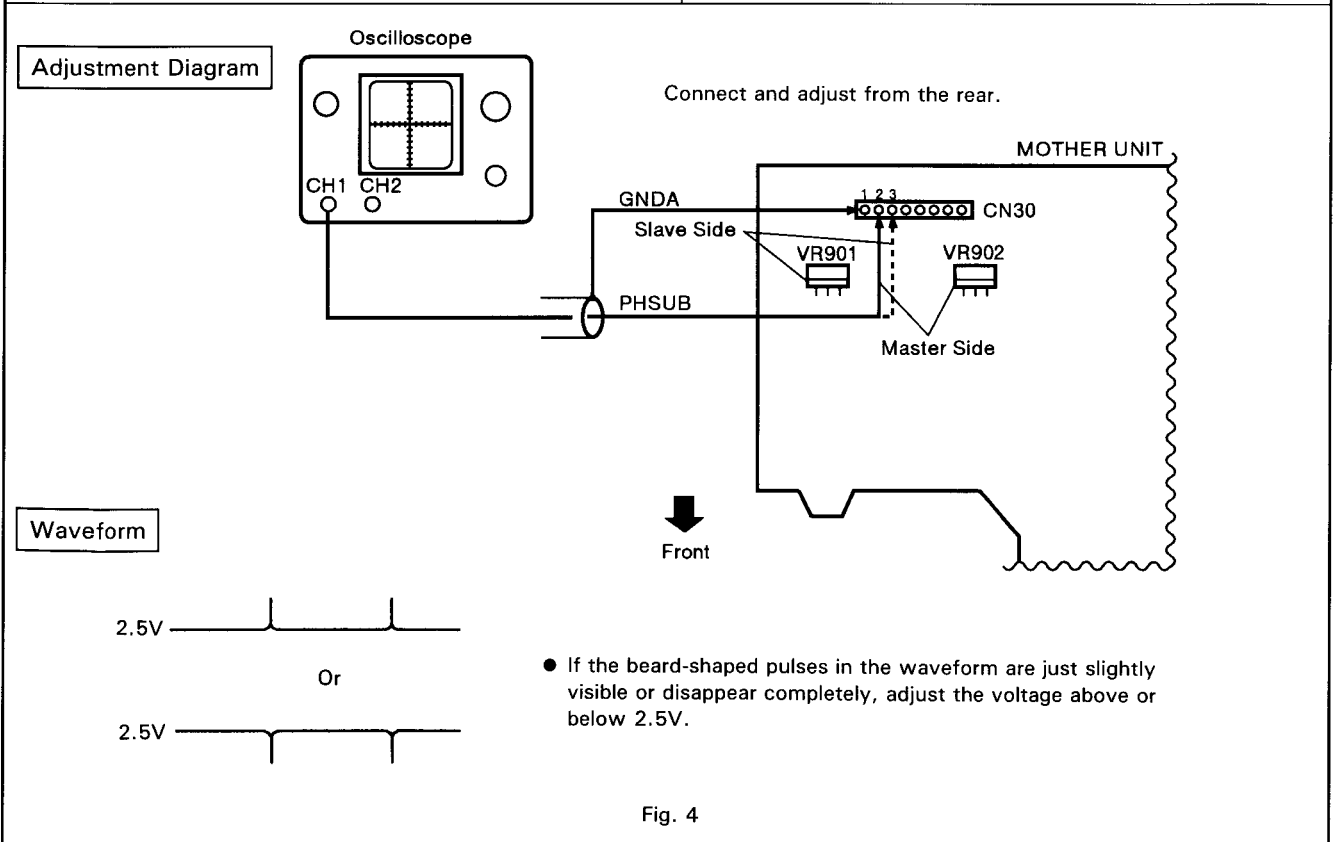 Adjustment Diagram
Oscilloscope
CH1 CH2
Connect and adjust from the rear.
MOTHER UNIT
1 2 3
CN30
GNDA
Slave Side
VR901
VR902
PHSUB
Master Side
Front
Waveform
2.5V
Or
2.5V
● If the beard-shaped pulses in the waveform are just slightly
visible or disappear completely, adjust the voltage above or
below 2.5V.
Fig. 4